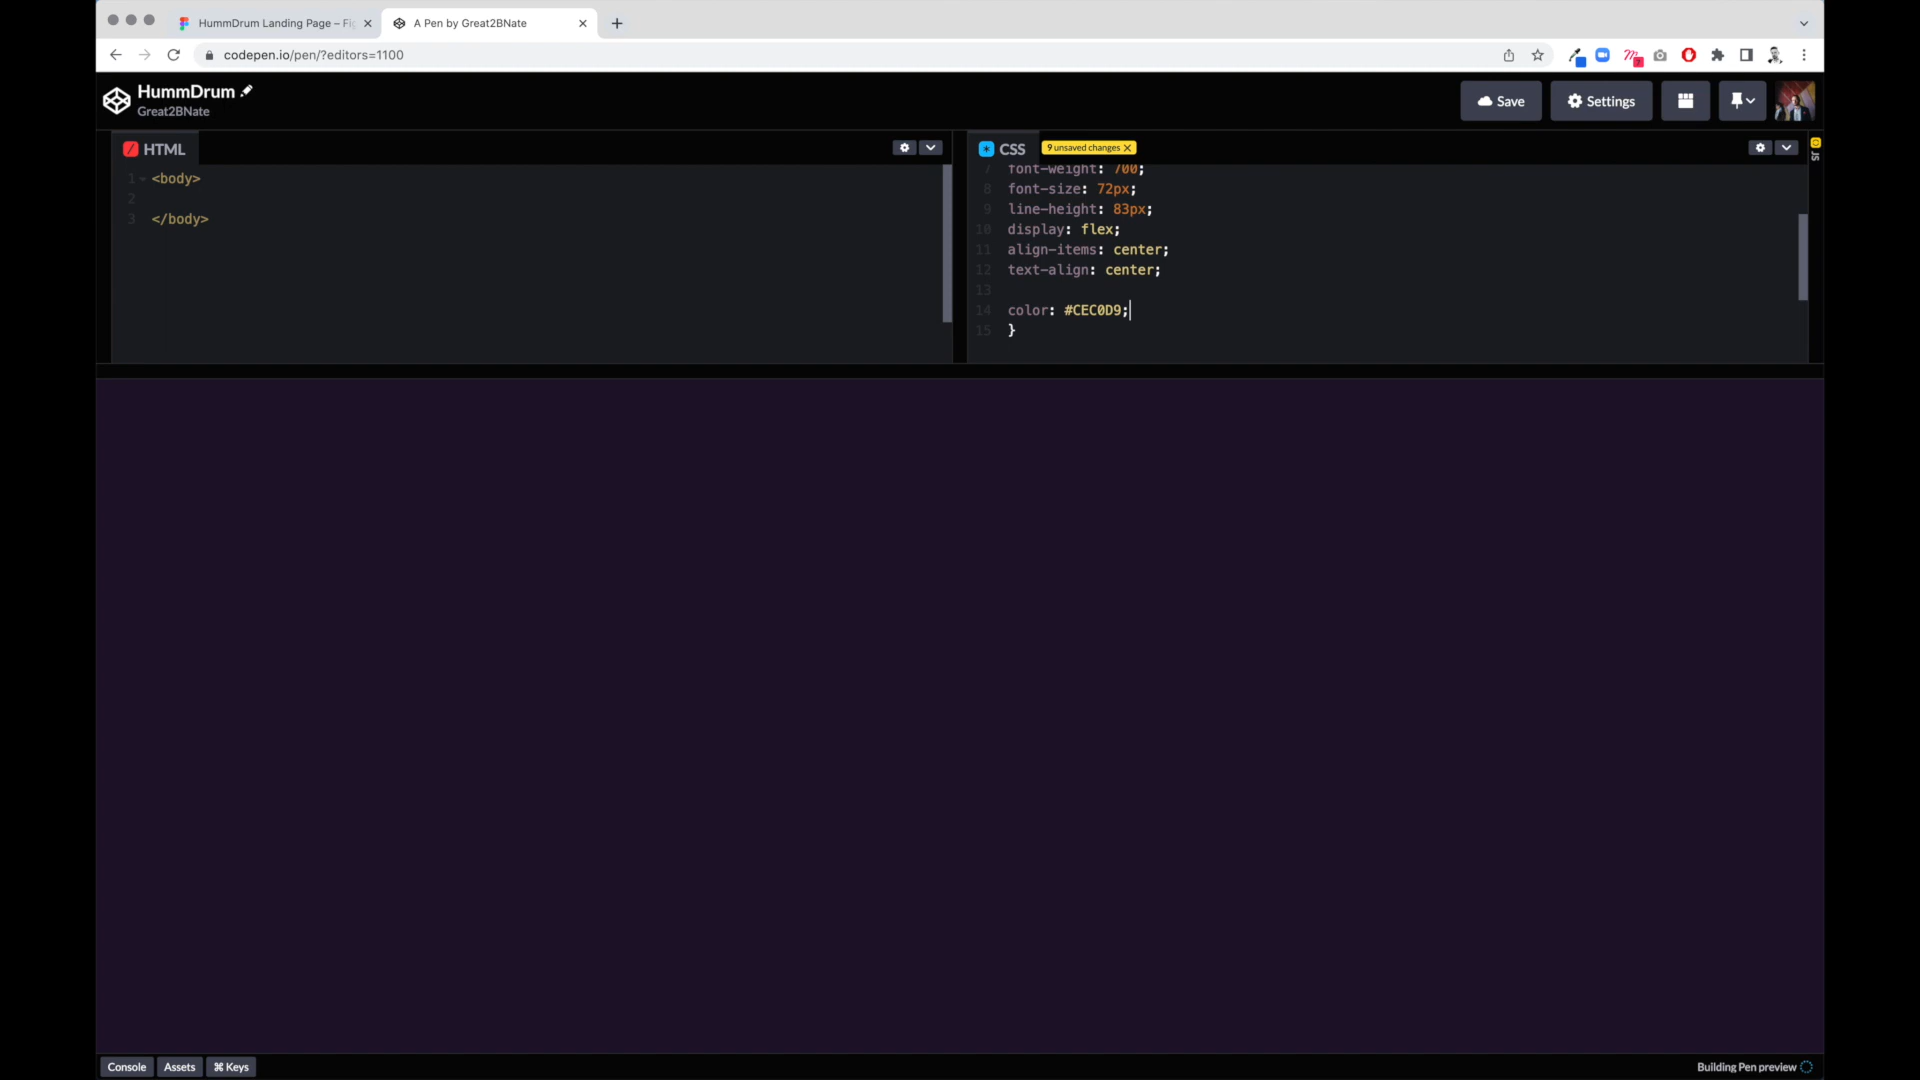 HummDrum Landing Page – Fig
A Pen by Great2BNate
codepen.io/pen/?editors=1100
HummDrum
Great2BNate
Save
Settings
HTML
1 <body>
2
3 </body>
CSS
9 unsaved changes
JS
7 font-weight: 700;
8 font-size: 72px;
9 line-height: 83px;
10 display: flex;
11 align-items: center;
12 text-align: center;
13
14 color: #CEC0D9;
15 }
Console
Assets
⌘ Keys
Building Pen preview